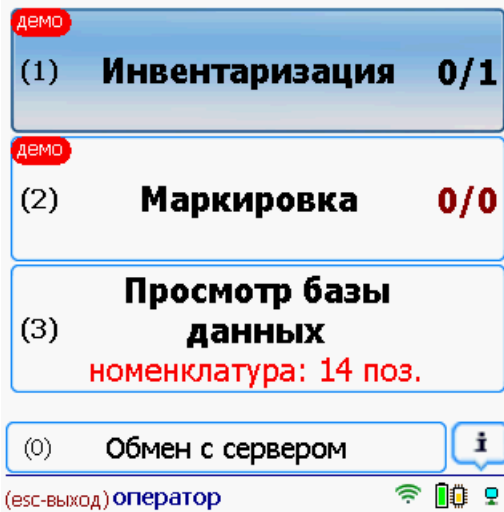 демо
(1) Инвентаризация 0/1
демо
(2) Маркировка 0/0
Просмотр базы
(3) данных
номенклатура: 14 поз.
(0) Обмен с сервером i
(esc-выход) оператор